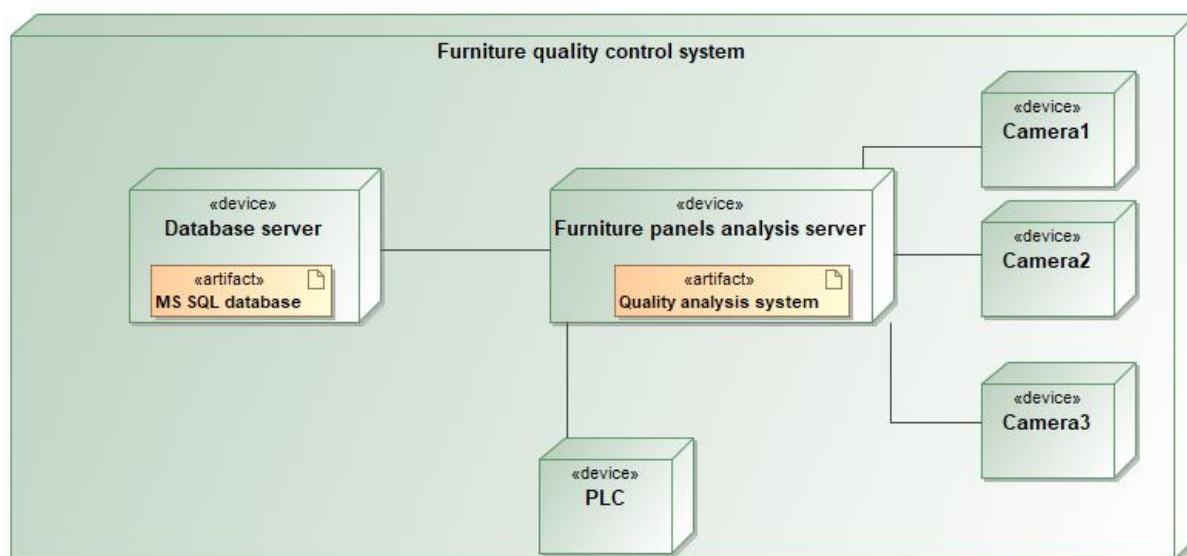 Furniture quality control system
«device»
Camera1
«device»
Database server
«artifact»
MS SQL database
«device»
Furniture panels analysis server
«artifact»
Quality analysis system
«device»
Camera2
«device»
Camera3
«device»
PLC